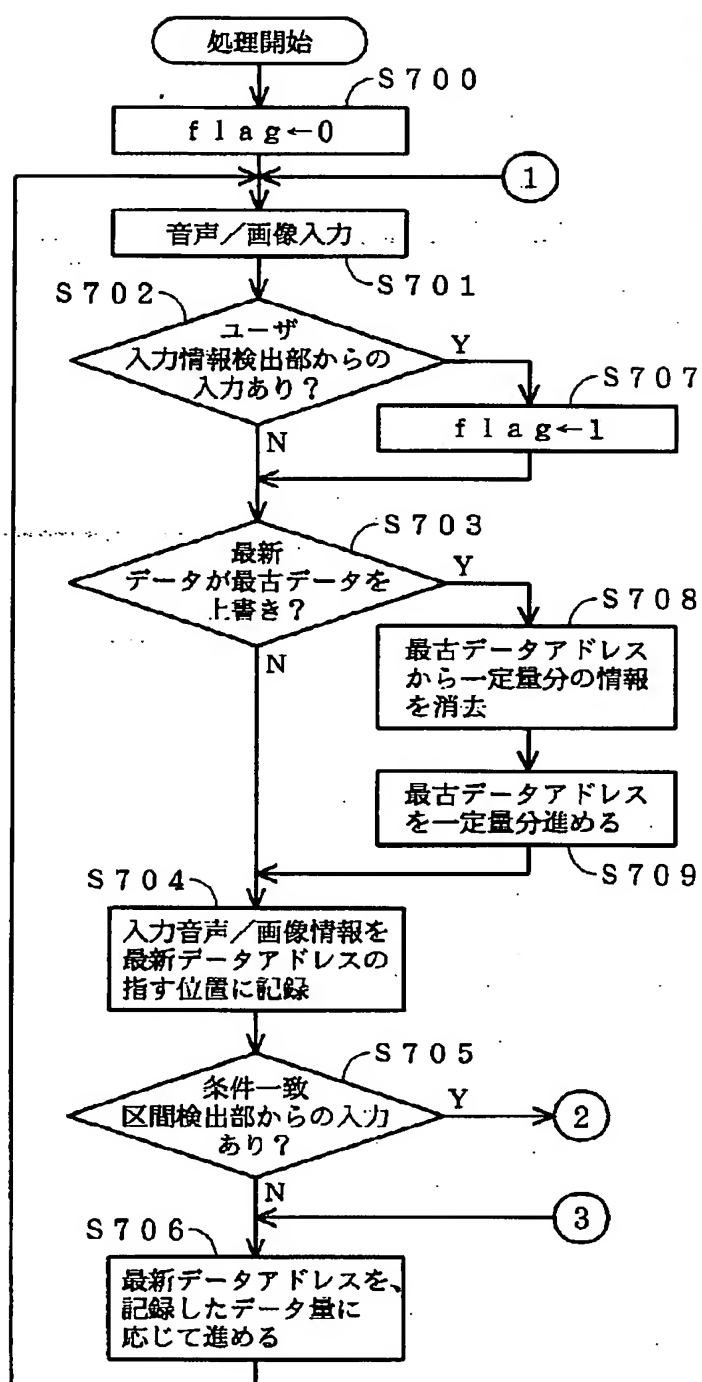 処理開始
S700
flag←0
①
音声／画像入力
S701
S702
ユーザ
入力情報検出部からの
入力あり？
Y
N
S707
flag←1
S703
最新
データが最古データを
上書き？
Y
N
S708
最古データアドレス
から一定量分の情報
を消去
最古データアドレス
を一定量分進める
S709
S704
入力音声／画像情報を
最新データアドレスの
指す位置に記録
S705
条件一致
区間検出部からの入力
あり？
Y
②
N
③
S706
最新データアドレスを、
記録したデータ量に
応じて進める